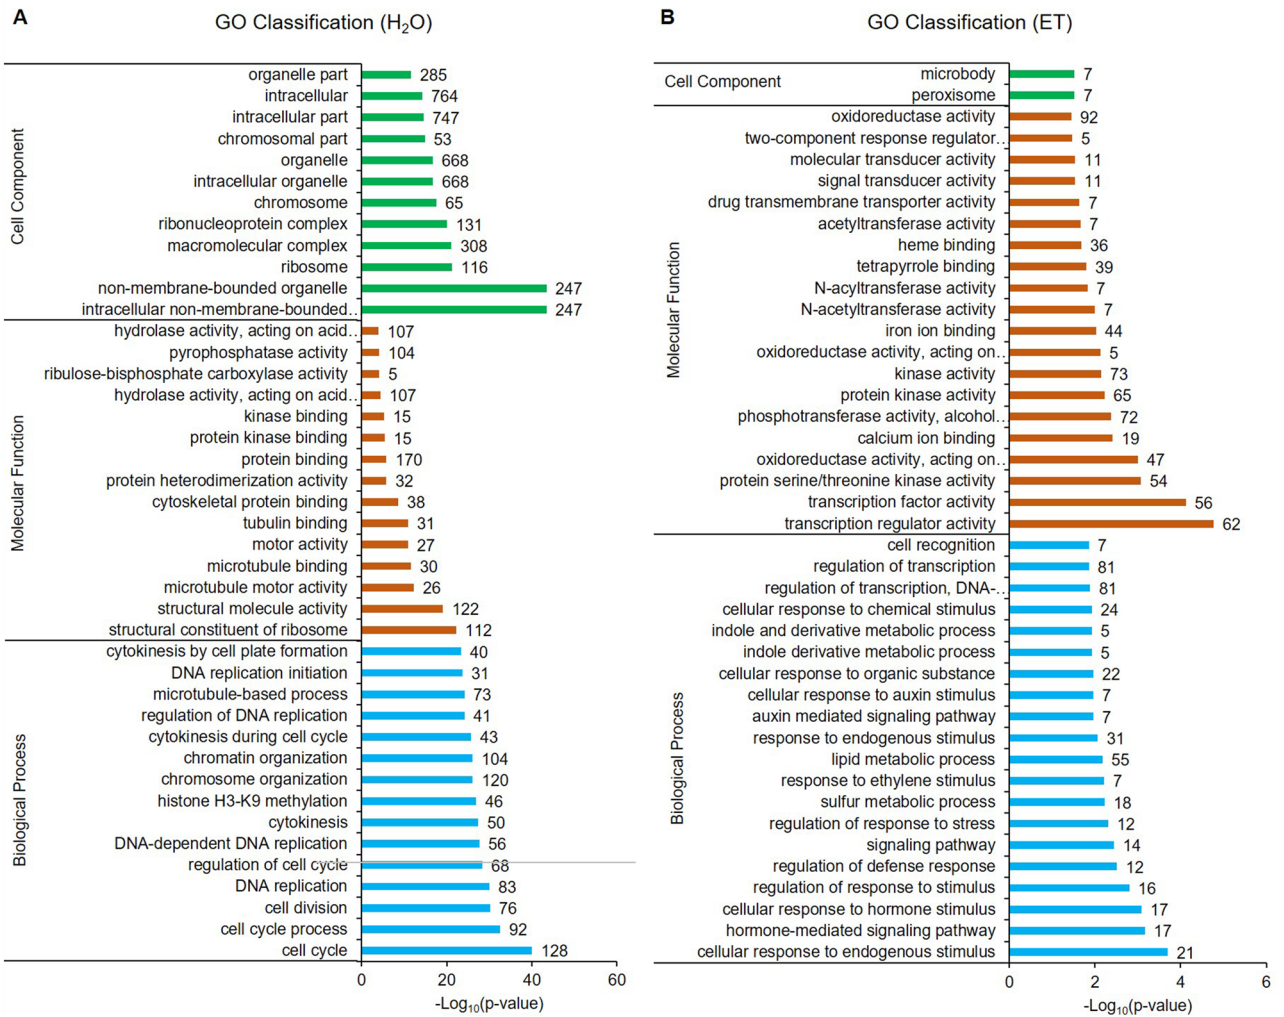 A
GO Classification (H2O)
Cell Component
organelle part 285
intracellular 764
intracellular part 747
chromosomal part 53
organelle 668
intracellular organelle 668
chromosome 65
ribonucleoprotein complex 131
macromolecular complex 308
ribosome 116
non-membrane-bounded organelle 247
intracellular non-membrane-bounded.. 247
Molecular Function
hydrolase activity, acting on acid.. 107
pyrophosphatase activity 104
ribulose-bisphosphate carboxylase activity 5
hydrolase activity, acting on acid.. 107
kinase binding 15
protein kinase binding 15
protein binding 170
protein heterodimerization activity 32
cytoskeletal protein binding 38
tubulin binding 31
motor activity 27
microtubule binding 30
microtubule motor activity 26
structural molecule activity 122
structural constituent of ribosome 112
Biological Process
cytokinesis by cell plate formation 40
DNA replication initiation 31
microtubule-based process 73
regulation of DNA replication 41
cytokinesis during cell cycle 43
chromatin organization 104
chromosome organization 120
histone H3-K9 methylation 46
cytokinesis 50
DNA-dependent DNA replication 56
regulation of cell cycle 68
DNA replication 83
cell division 76
cell cycle process 92
cell cycle 128
0 20 40 60
-Log10(p-value)
B
GO Classification (ET)
Cell Component
microbody 7
peroxisome 7
Molecular Function
oxidoreductase activity 92
two-component response regulator.. 5
molecular transducer activity 11
signal transducer activity 11
drug transmembrane transporter activity 7
acetyltransferase activity 7
heme binding 36
tetrapyrrole binding 39
N-acyltransferase activity 7
N-acetyltransferase activity 7
iron ion binding 44
oxidoreductase activity, acting on.. 5
kinase activity 73
protein kinase activity 65
phosphotransferase activity, alcohol.. 72
calcium ion binding 19
oxidoreductase activity, acting on.. 47
protein serine/threonine kinase activity 54
transcription factor activity 56
transcription regulator activity 62
Biological Process
cell recognition 7
regulation of transcription 81
regulation of transcription, DNA-.. 81
cellular response to chemical stimulus 24
indole and derivative metabolic process 5
indole derivative metabolic process 5
cellular response to organic substance 22
cellular response to auxin stimulus 7
auxin mediated signaling pathway 7
response to endogenous stimulus 31
lipid metabolic process 55
response to ethylene stimulus 7
sulfur metabolic process 18
regulation of response to stress 12
signaling pathway 14
regulation of defense response 12
regulation of response to stimulus 16
cellular response to hormone stimulus 17
hormone-mediated signaling pathway 17
cellular response to endogenous stimulus 21
0 2 4 6
-Log10(p-value)